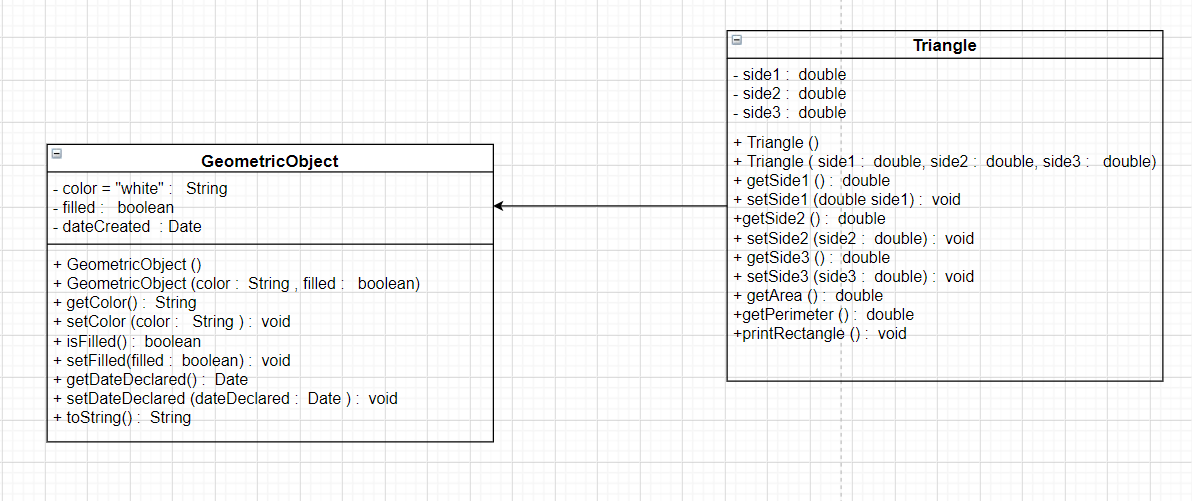 GeometricObject
- color = "white" : String
- filled : boolean
- dateCreated : Date
+ GeometricObject ()
+ GeometricObject (color : String , filled : boolean)
+ getColor() : String
+ setColor (color : String ) : void
+ isFilled() : boolean
+ setFilled(filled : boolean) : void
+ getDateDeclared() : Date
+ setDateDeclared (dateDeclared : Date ) : void
+ toString() : String
Triangle
- side1 : double
- side2 : double
- side3 : double
+ Triangle ()
+ Triangle ( side1 : double, side2 : double, side3 : double)
+ getSide1 () : double
+ setSide1 (double side1) : void
+getSide2 () : double
+ setSide2 (side2 : double) : void
+ getSide3 () : double
+ setSide3 (side3 : double) : void
+ getArea () : double
+getPerimeter () : double
+printRectangle () : void